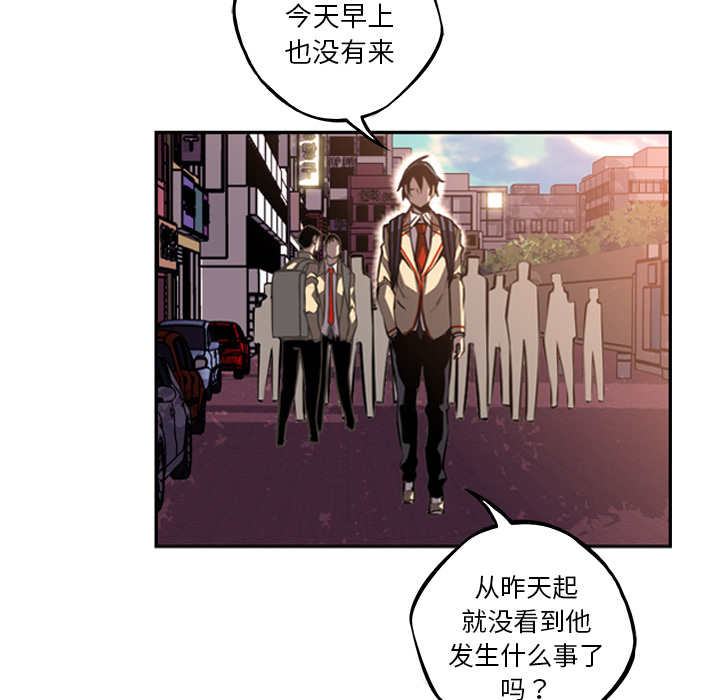 今天早上
也没有来
从昨天起
就没看到他
发生什么事了
吗？